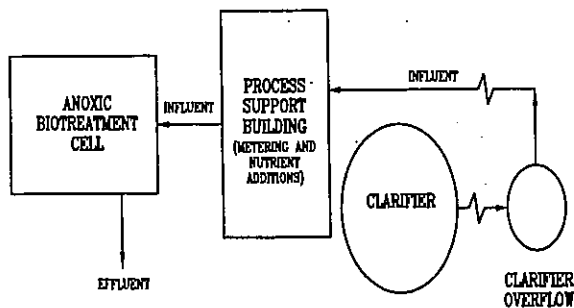 ANOXIC
BIOTREATMENT
CELL
INFLUENT
EFFLUENT
PROCESS
SUPPORT
BUILDING
(METERING AND
NUTRIENT
ADDITIONS)
INFLUENT
CLARIFIER
CLARIFIER
OVERFLOW